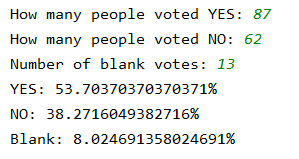 How many people voted YES: 87
How many people voted NO: 62
Number of blank votes: 13
YES: 53.70370370370371%
NO: 38.2716049382716%
Blank: 8.024691358024691%